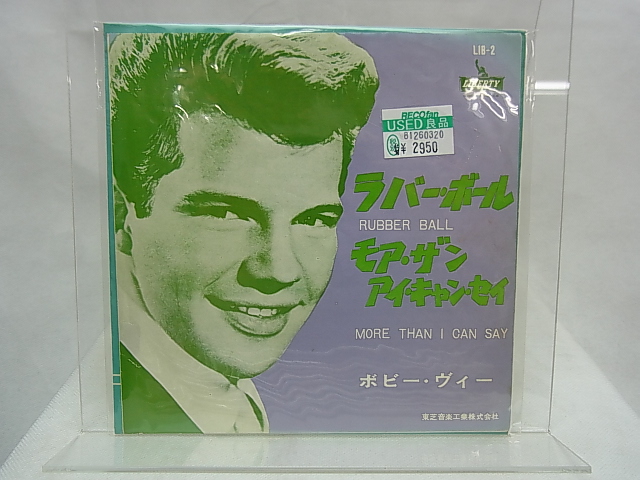 LIB-2
LIBERTY
RECOfan
USED良品
61260320
¥ 2950
ラバー・ボール
RUBBER BALL
モア・ザン
アイ・キャン・セイ
MORE THAN I CAN SAY
ボビー・ヴィー
東芝音楽工業株式会社